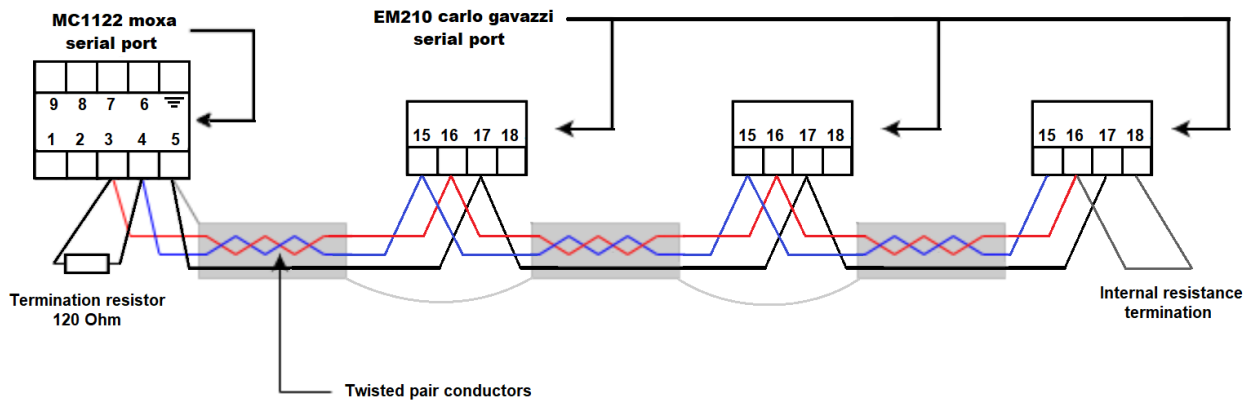 MC1122 moxa
serial port
EM210 carlo gavazzi
serial port
9 8 7 6
1 2 3 4 5
15 16 17 18
15 16 17 18
15 16 17 18
Termination resistor
120 Ohm
Internal resistance
termination
Twisted pair conductors